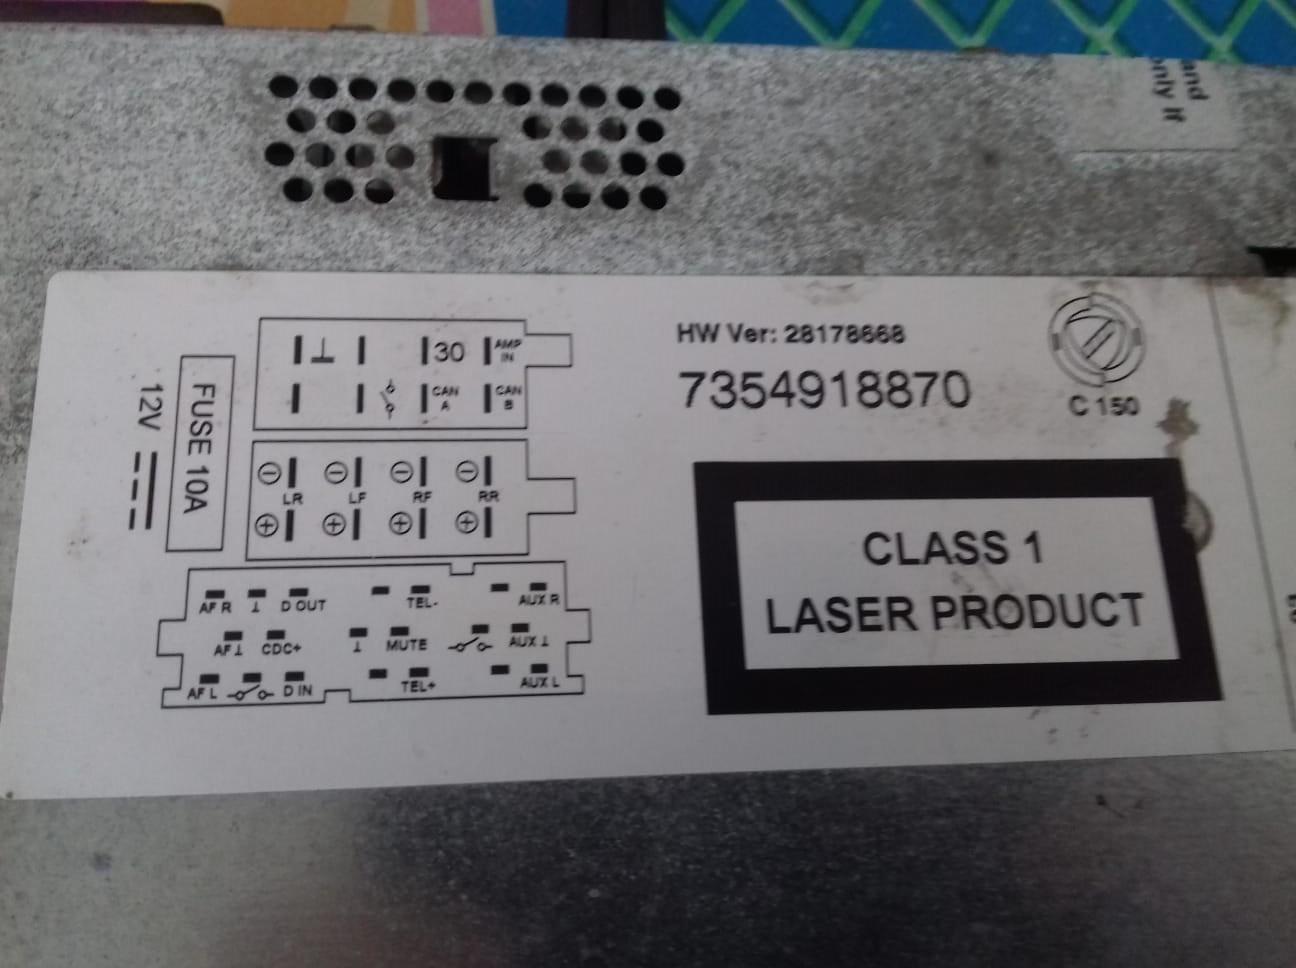 and
only if
12V
FUSE 10A
30
AMP
IN
CAN
A
CAN
B
LR LF RF RR
AF R ⊥ D OUT TEL- AUX R
AF⊥ CDC+ ⊥ MUTE AUX ⊥
AF L D IN TEL+ AUX L
HW Ver: 28178668
7354918870
C 150
CLASS 1
LASER PRODUCT